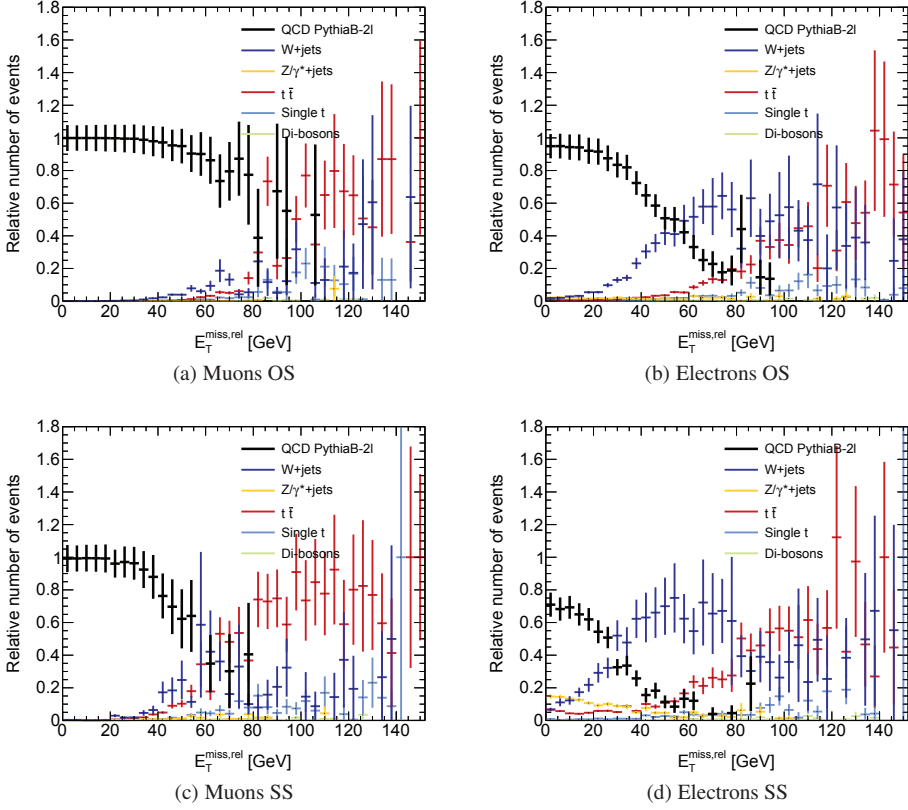 Relative number of events
1.8
1.6
1.4
1.2
1
0.8
0.6
0.4
0.2
0
QCD PythiaB-2l
W+jets
Z/γ*+jets
t t̄
Single t
Di-bosons
0 20 40 60 80 100 120 140
E_T^miss,rel [GeV]
(a) Muons OS
Relative number of events
1.8
1.6
1.4
1.2
1
0.8
0.6
0.4
0.2
0
QCD PythiaB-2l
W+jets
Z/γ*+jets
t t̄
Single t
Di-bosons
0 20 40 60 80 100 120 140
E_T^miss,rel [GeV]
(b) Electrons OS
Relative number of events
1.8
1.6
1.4
1.2
1
0.8
0.6
0.4
0.2
0
QCD PythiaB-2l
W+jets
Z/γ*+jets
t t̄
Single t
Di-bosons
0 20 40 60 80 100 120 140
E_T^miss,rel [GeV]
(c) Muons SS
Relative number of events
1.8
1.6
1.4
1.2
1
0.8
0.6
0.4
0.2
0
QCD PythiaB-2l
W+jets
Z/γ*+jets
t t̄
Single t
Di-bosons
0 20 40 60 80 100 120 140
E_T^miss,rel [GeV]
(d) Electrons SS